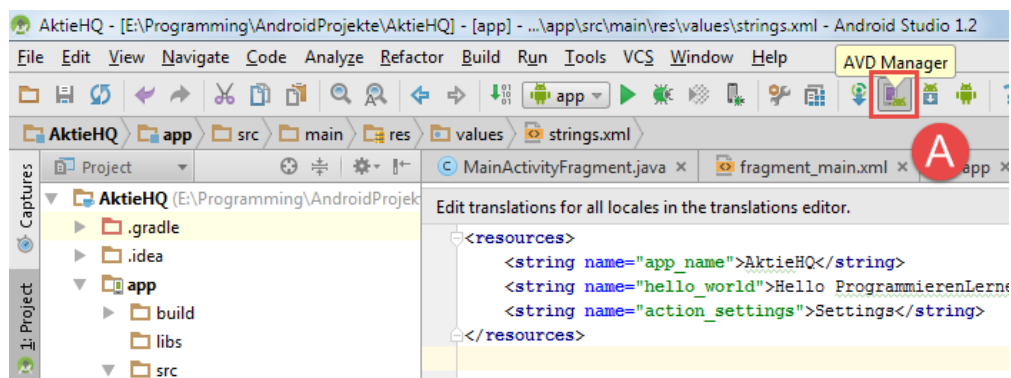 AktieHQ - [E:\Programming\AndroidProjekte\AktieHQ] - [app] - ...\app\src\main\res\values\strings.xml - Android Studio 1.2
File Edit View Navigate Code Analyze Refactor Build Run Tools VCS Window Help
AVD Manager
app
AktieHQ app src main res values strings.xml
A
Captures
1: Project
Project
MainActivityFragment.java × fragment_main.xml × app ×
AktieHQ (E:\Programming\AndroidProjek
.gradle
.idea
app
build
libs
src
Edit translations for all locales in the translations editor.
<resources>
<string name="app_name">AktieHQ</string>
<string name="hello_world">Hello ProgrammierenLerne
<string name="action_settings">Settings</string>
</resources>